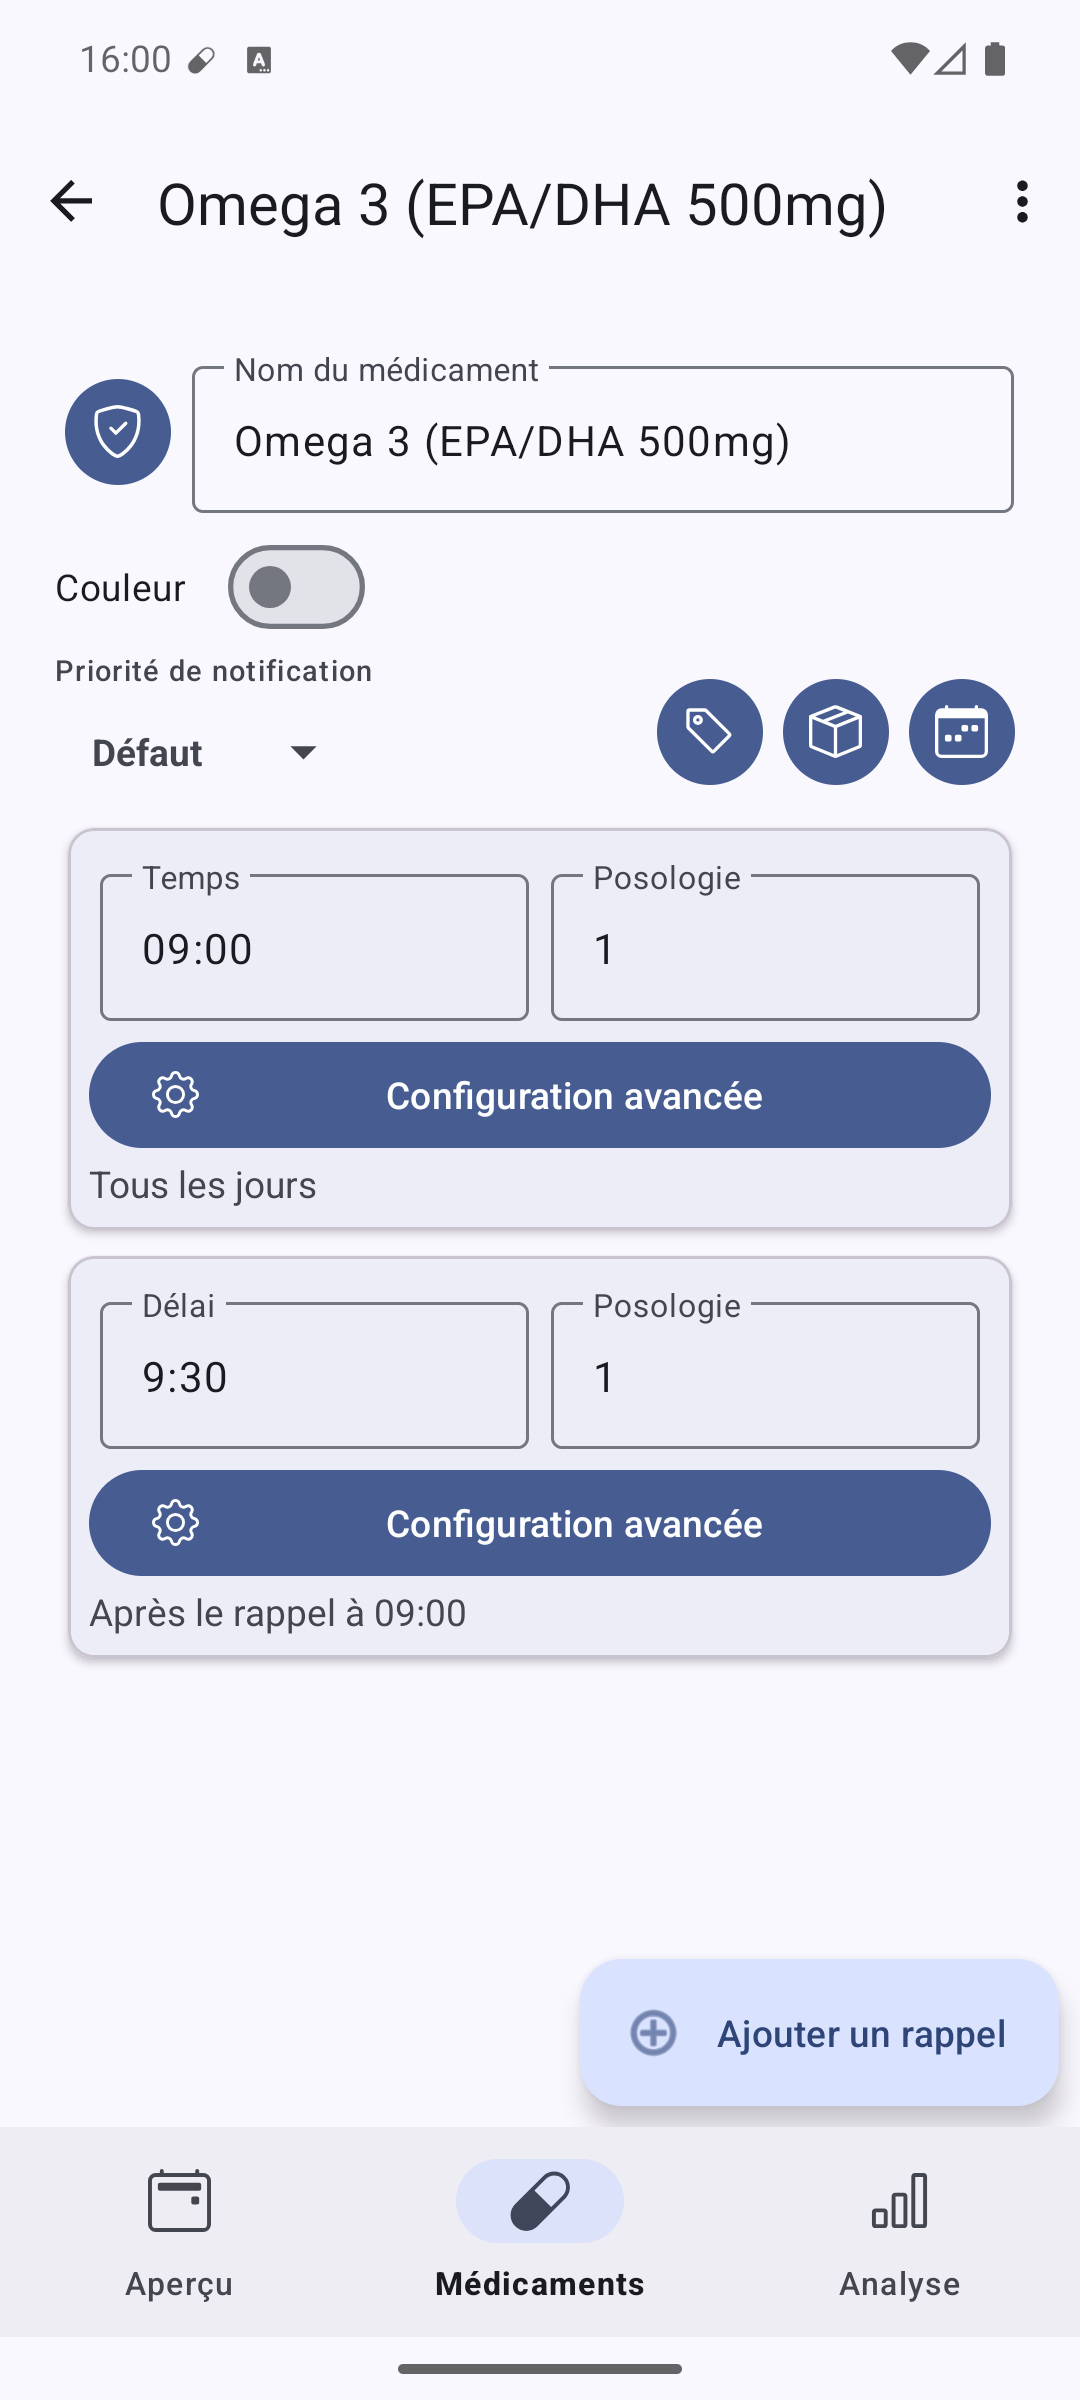 16:00
Omega 3 (EPA/DHA 500mg)
Nom du médicament
Omega 3 (EPA/DHA 500mg)
Couleur
Priorité de notification
Défaut
Temps
09:00
Posologie
1
Configuration avancée
Tous les jours
Délai
9:30
Posologie
1
Configuration avancée
Après le rappel à 09:00
Ajouter un rappel
Aperçu
Médicaments
Analyse